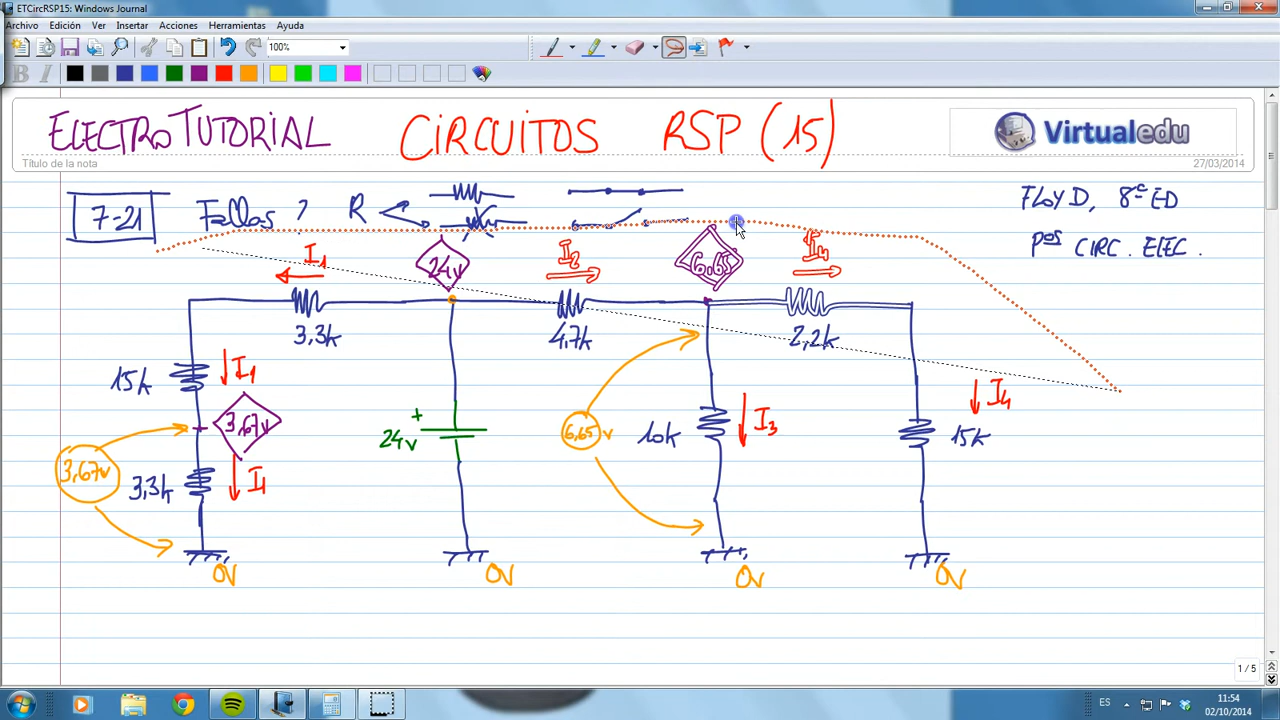 ETCircRSP15: Windows Journal
Archivo Edición Ver Insertar Acciones Herramientas Ayuda
100%
B I
ELECTROTUTORIAL CIRCUITOS RSP (15)
Virtualedu
Título de la nota
27/03/2014
7-21 Fallos ? R
FLOYD, 8ª ED
pos CIRC. ELEC.
I1 24v I2 6,65 I4
3,3k 4,7k 2,2k
15k I1 I4
3,67v 24v + 6,65v 10k I3 15k
3,67v 3,3k I1
0V 0V 0V 0V
1/5
ES 11:54
02/10/2014